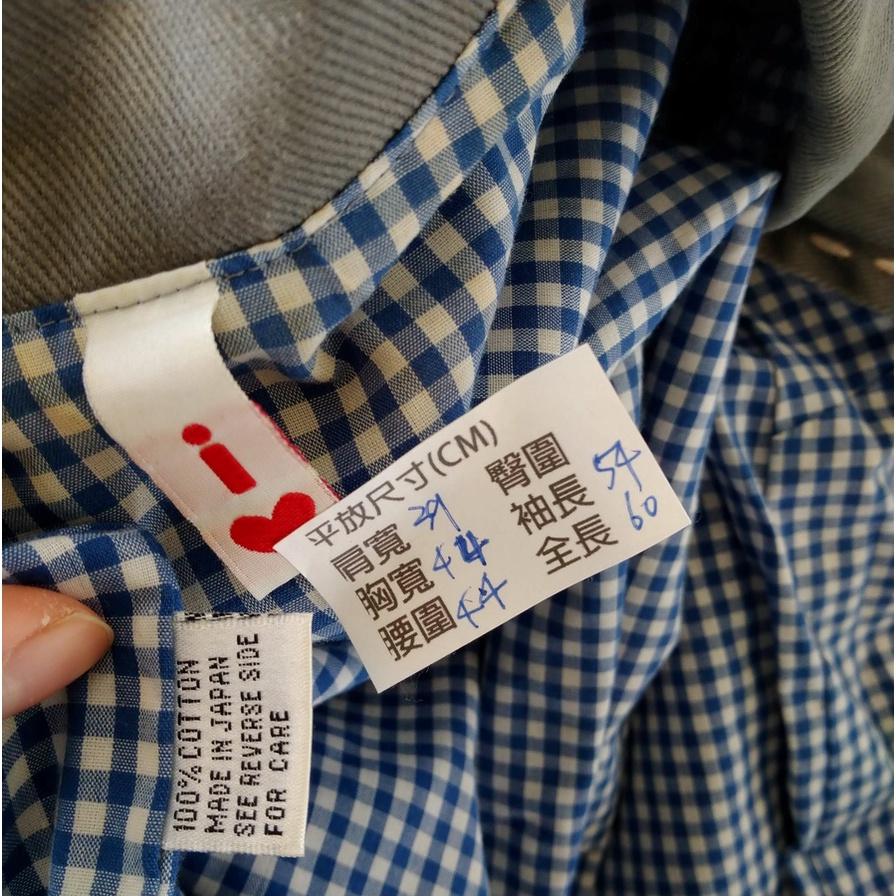 i
平放尺寸(CM)
肩寬 39
胸寬 44
腰圍 44
臀圍
袖長 54
全長 60
100% COTTON
MADE IN JAPAN
SEE REVERSE SIDE
FOR CARE